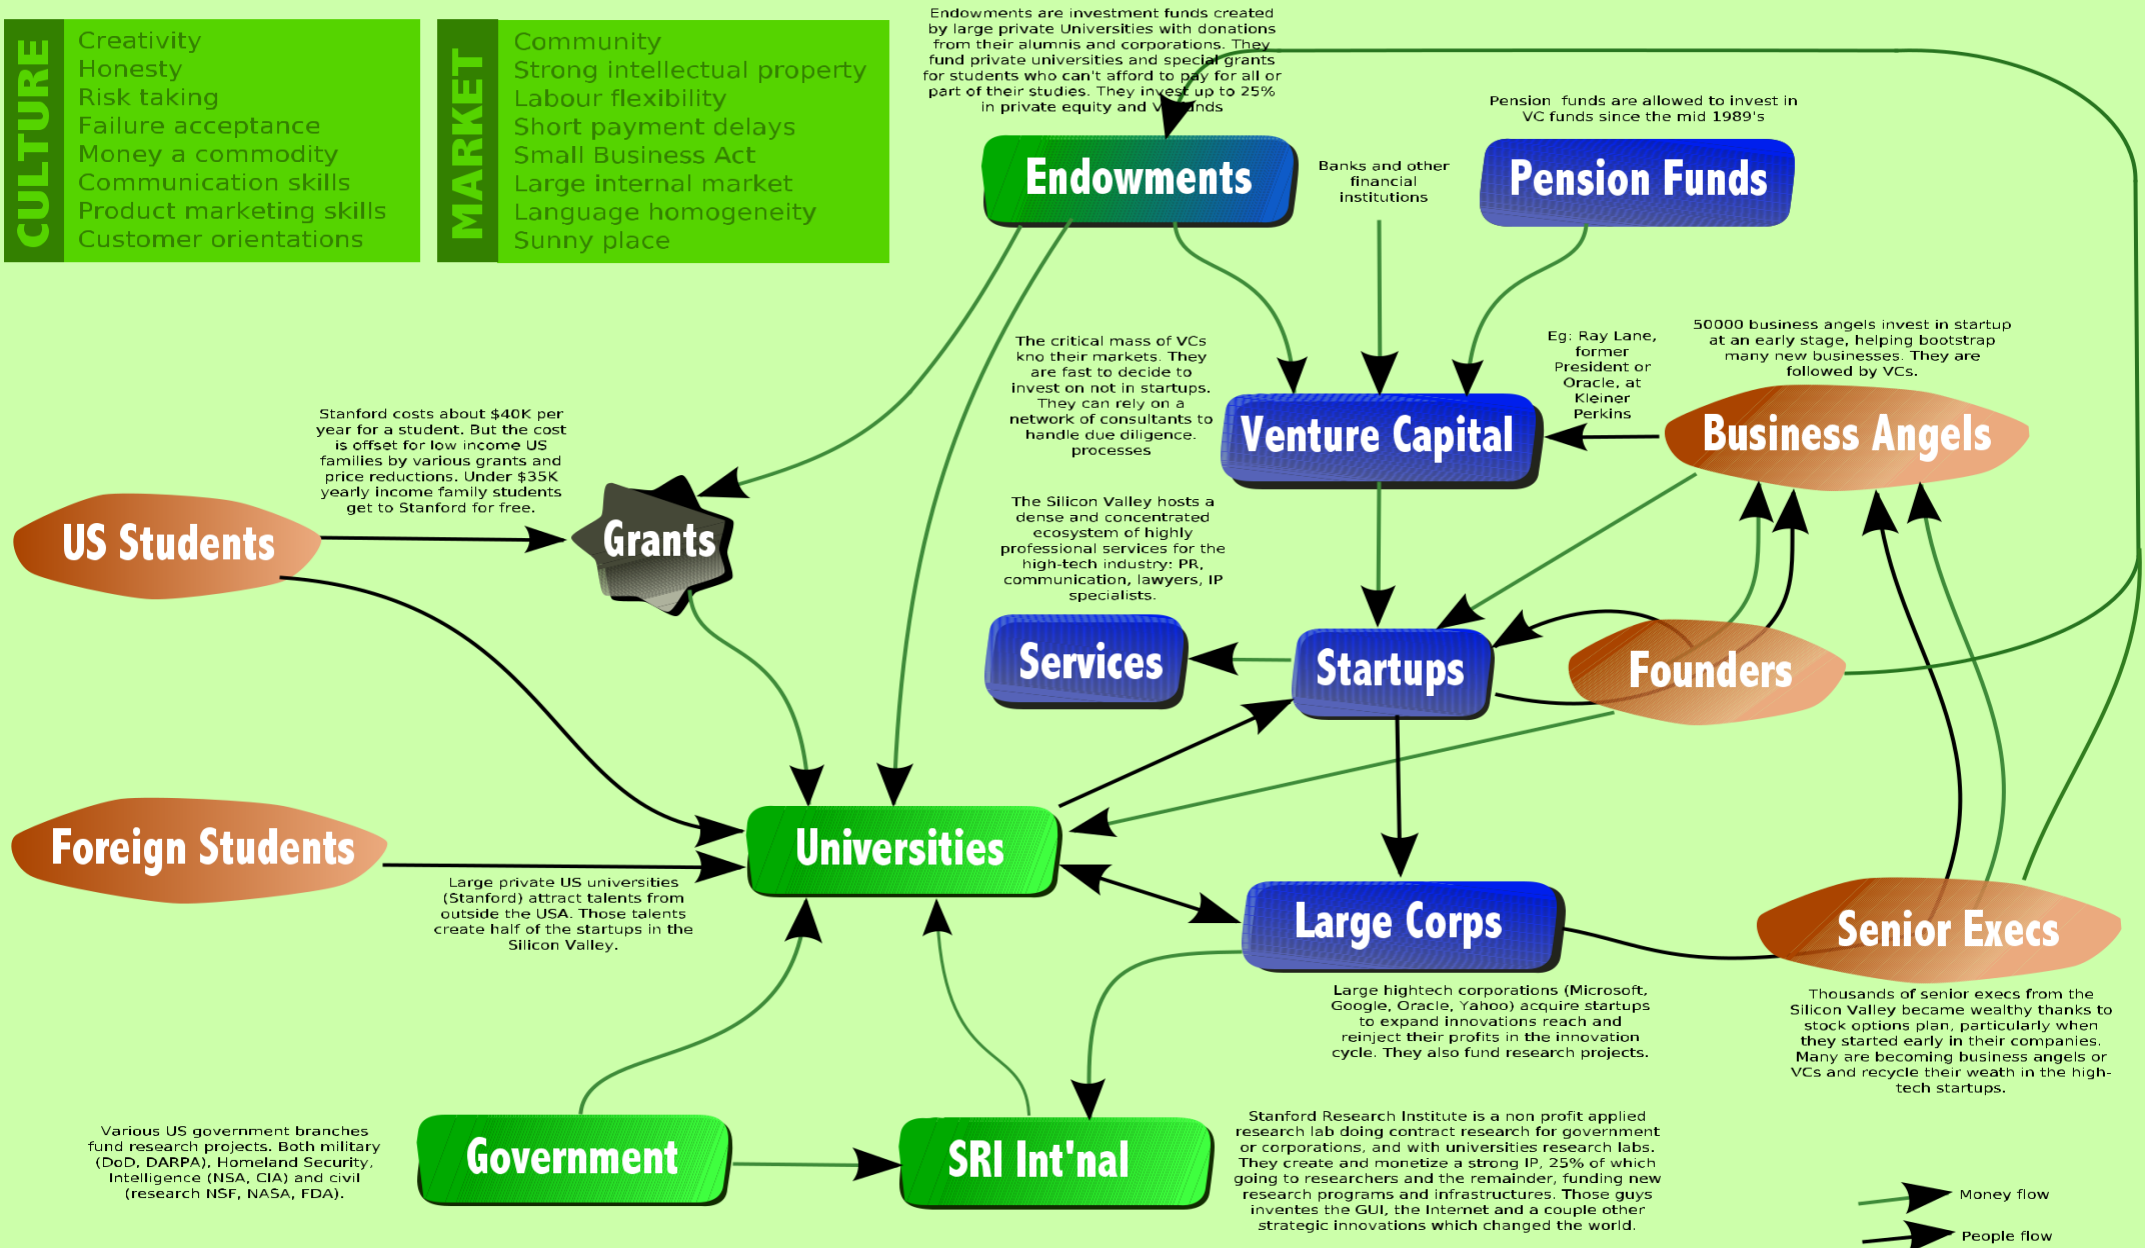 CULTURE
Creativity
Honesty
Risk taking
Failure acceptance
Money a commodity
Communication skills
Product marketing skills
Customer orientations
MARKET
Community
Strong intellectual property
Labour flexibility
Short payment delays
Small Business Act
Large internal market
Language homogeneity
Sunny place
Endowments are investment funds created
by large private Universities with donations
from their alumnis and corporations. They
fund private universities and special grants
for students who can't afford to pay for all or
part of their studies. They invest up to 25%
in private equity and
Endowments
Banks and other
financial
institutions
Pension funds are allowed to invest in
VC funds since the mid 1989's
Pension Funds
The critical mass of VCs
kno their markets. They
are fast to decide to
invest on not in startups.
They can rely on a
network of consultants to
handle due diligence.
processes
Venture Capital
Eg: Ray Lane,
former
President or
Oracle, at
Kleiner
Perkins
50000 business angels invest in startup
at an early stage, helping bootstrap
many new businesses. They are
followed by VCs.
Business Angels
Stanford costs about $40K per
year for a student. But the cost
is offset for low income US
families by various grants and
price reductions. Under $35K
yearly income family students
get to Stanford for free.
US Students
Grants
The Silicon Valley hosts a
dense and concentrated
ecosystem of highly
professional services for the
high-tech industry: PR,
communication, lawyers, IP
specialists.
Services
Startups
Founders
Foreign Students
Large private US universities
(Stanford) attract talents from
outside the USA. Those talents
create half of the startups in the
Silicon Valley.
Universities
Large Corps
Large hightech corporations (Microsoft,
Google, Oracle, Yahoo) acquire startups
to expand innovations reach and
reinject their profits in the innovation
cycle. They also fund research projects.
Senior Execs
Thousands of senior execs from the
Silicon Valley became wealthy thanks to
stock options plan, particularly when
they started early in their companies.
Many are becoming business angels or
VCs and recycle their weath in the high-
tech startups.
Various US government branches
fund research projects. Both military
(DoD, DARPA), Homeland Security,
Intelligence (NSA, CIA) and civil
(research NSF, NASA, FDA).
Government
SRI Int'nal
Stanford Research Institute is a non profit applied
research lab doing contract research for government
or corporations, and with universities research labs.
They create and monetize a strong IP, 25% of which
going to researchers and the remainder, funding new
research programs and infrastructures. Those guys
inventes the GUI, the Internet and a couple other
strategic innovations which changed the world.
Money flow
People flow